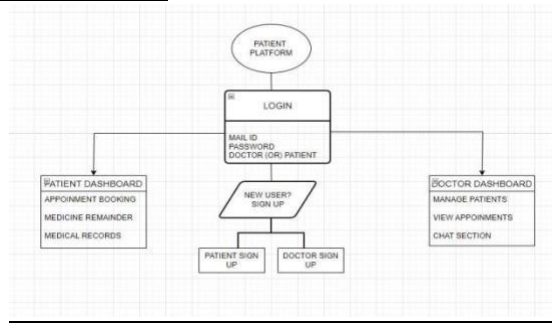 PATIENT
PLATFORM
LOGIN
MAIL ID
PASSWORD
DOCTOR (OR) PATIENT
PATIENT DASHBOARD
APPOINMENT BOOKING
MEDICINE REMAINDER
MEDICAL RECORDS
NEW USER?
SIGN UP
PATIENT SIGN
UP
DOCTOR SIGN
UP
DOCTOR DASHBOARD
MANAGE PATIENTS
VIEW APPOINMENTS
CHAT SECTION